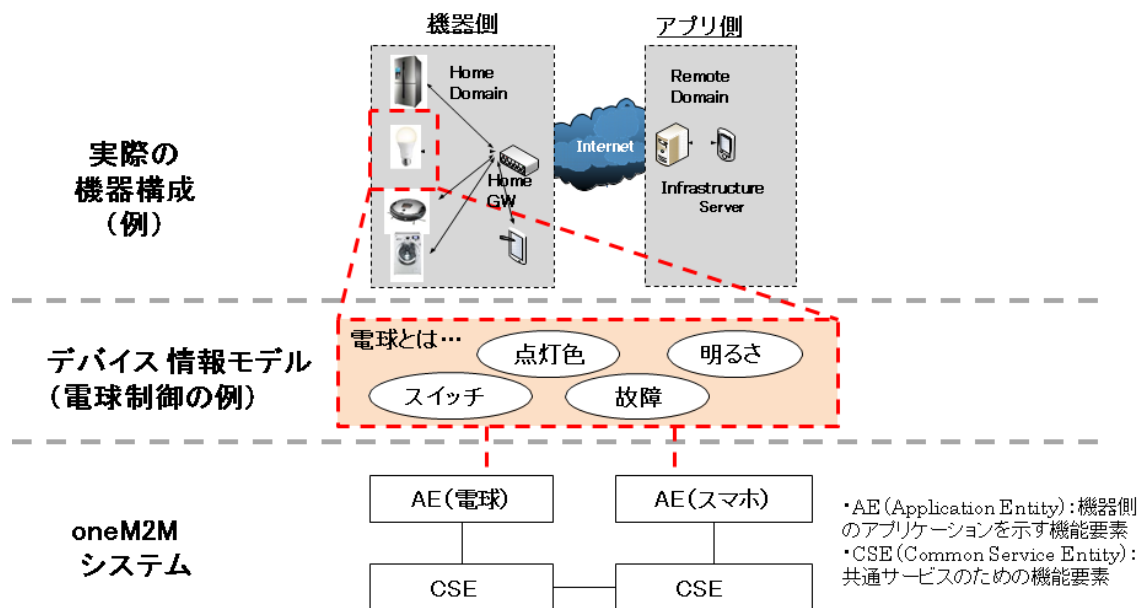 機器側
アプリ側
Home
Domain
Remote
Domain
Internet
Home
GW
Infrastructure
Server
実際の
機器構成
(例)
デバイス 情報モデル
(電球制御の例)
電球とは…
点灯色
明るさ
スイッチ
故障
oneM2M
システム
AE(電球)
AE(スマホ)
CSE
CSE
・AE(Application Entity):機器側
のアプリケーションを示す機能要素
・CSE(Common Service Entity):
共通サービスのための機能要素